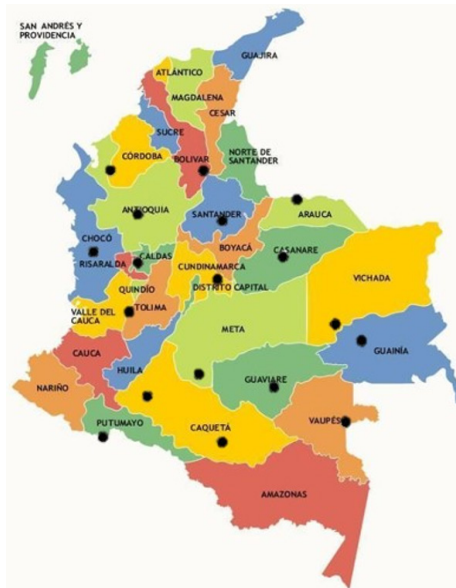 SAN ANDRÉS Y
PROVIDENCIA
GUAJIRA
ATLÁNTICO
MAGDALENA
CESAR
SUCRE
NORTE DE
SANTANDER
CÓRDOBA
BOLIVAR
ANTIOQUIA
SANTANDER
ARAUCA
CHOCÓ
BOYACÁ
CASANARE
RISARALDA
CALDAS
CUNDINAMARCA
VICHADA
QUINDÍO
DISTRITO CAPITAL
VALLE DEL
CAUCA
TOLIMA
META
CAUCA
GUAINÍA
HUILA
GUAVIARE
NARIÑO
PUTUMAYO
CAQUETÁ
VAUPÉS
AMAZONAS